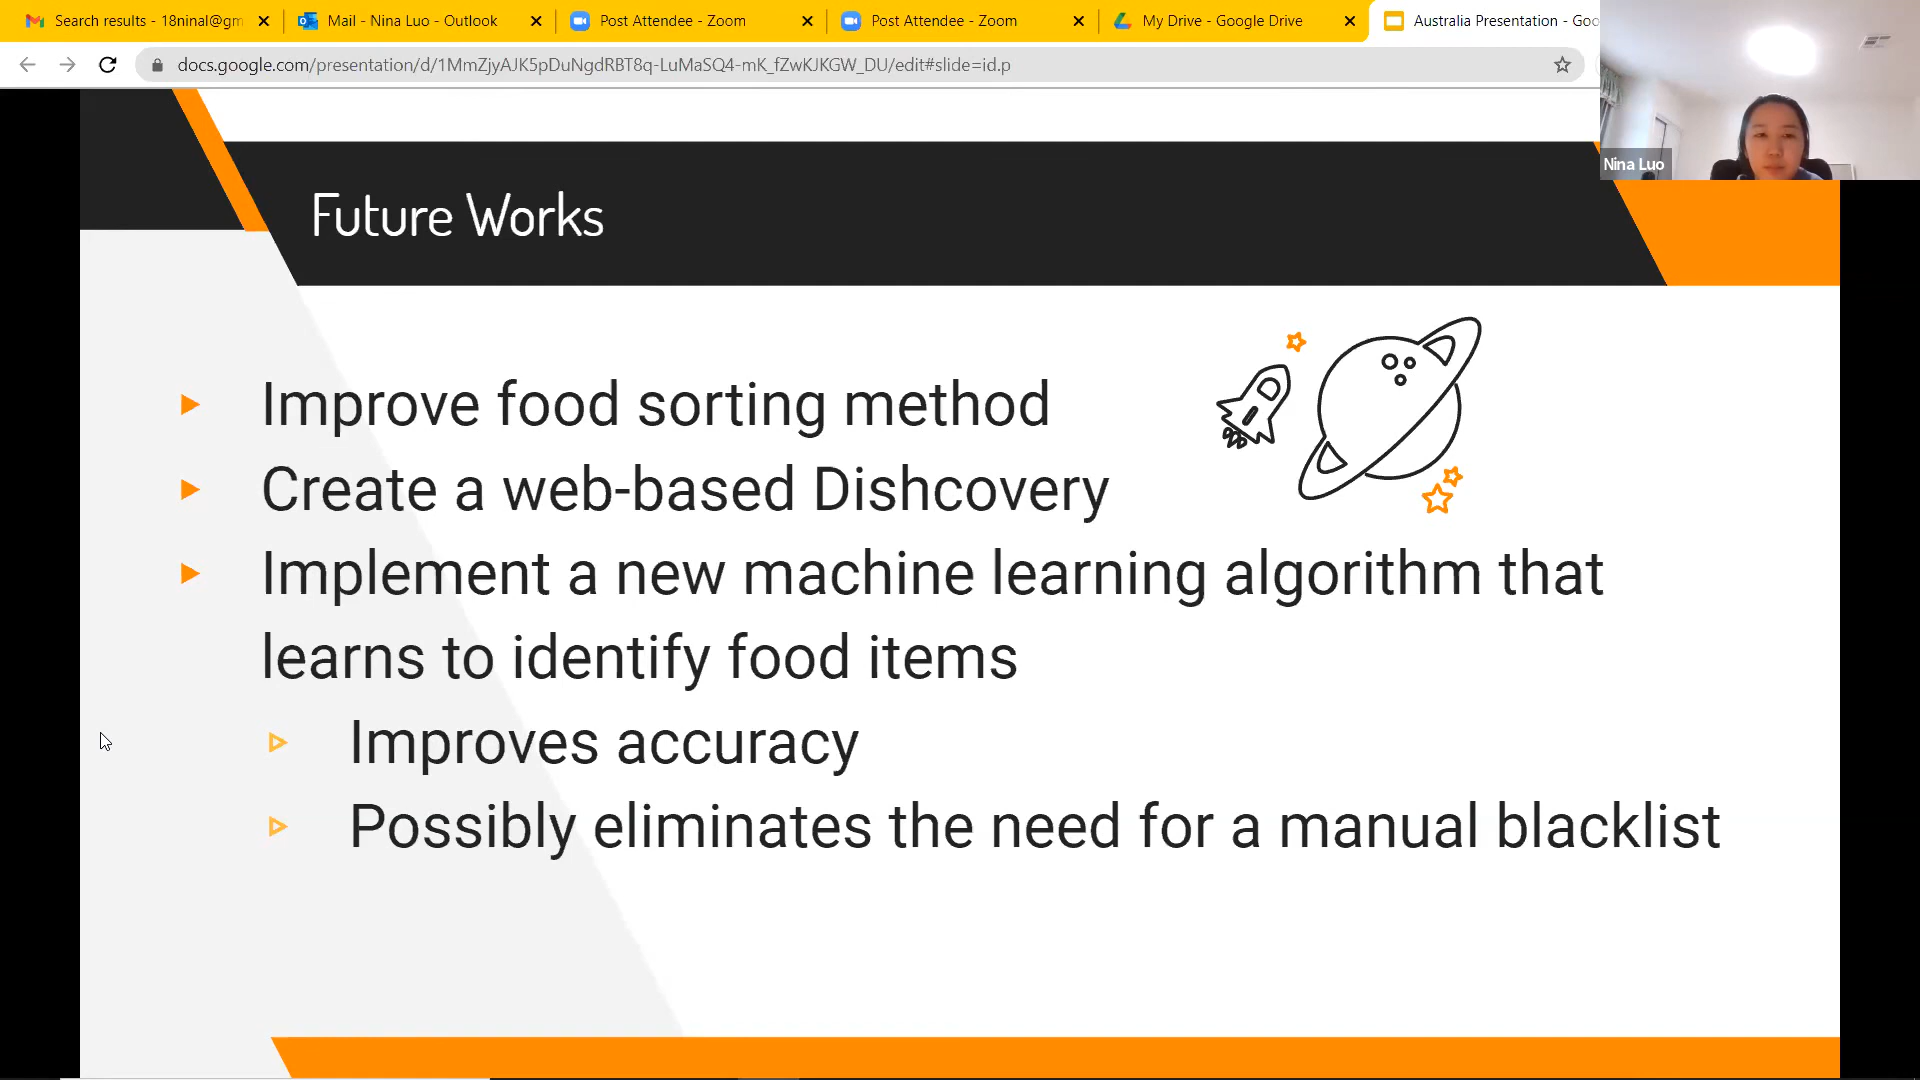 Search results - 18ninal@gm
Mail - Nina Luo - Outlook
Post Attendee - Zoom
Post Attendee - Zoom
My Drive - Google Drive
Australia Presentation - Goo
docs.google.com/presentation/d/1MmZjyAJK5pDuNgdRBT8q-LuMaSQ4-mK_fZwKJKGW_DU/edit#slide=id.p
Nina Luo
Future Works
Improve food sorting method
Create a web-based Dishcovery
Implement a new machine learning algorithm that
learns to identify food items
Improves accuracy
Possibly eliminates the need for a manual blacklist